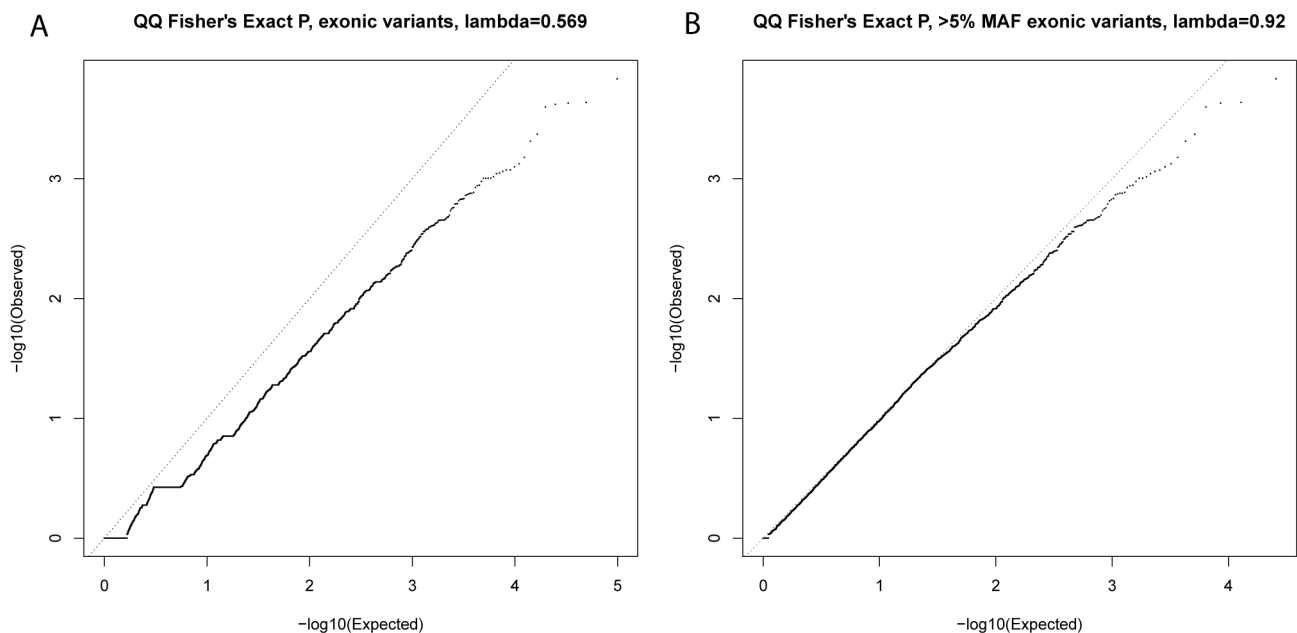 A
QQ Fisher's Exact P, exonic variants, lambda=0.569
−log10(Observed)
3
2
1
0
0 1 2 3 4 5
−log10(Expected)
B
QQ Fisher's Exact P, >5% MAF exonic variants, lambda=0.92
−log10(Observed)
3
2
1
0
0 1 2 3 4
−log10(Expected)